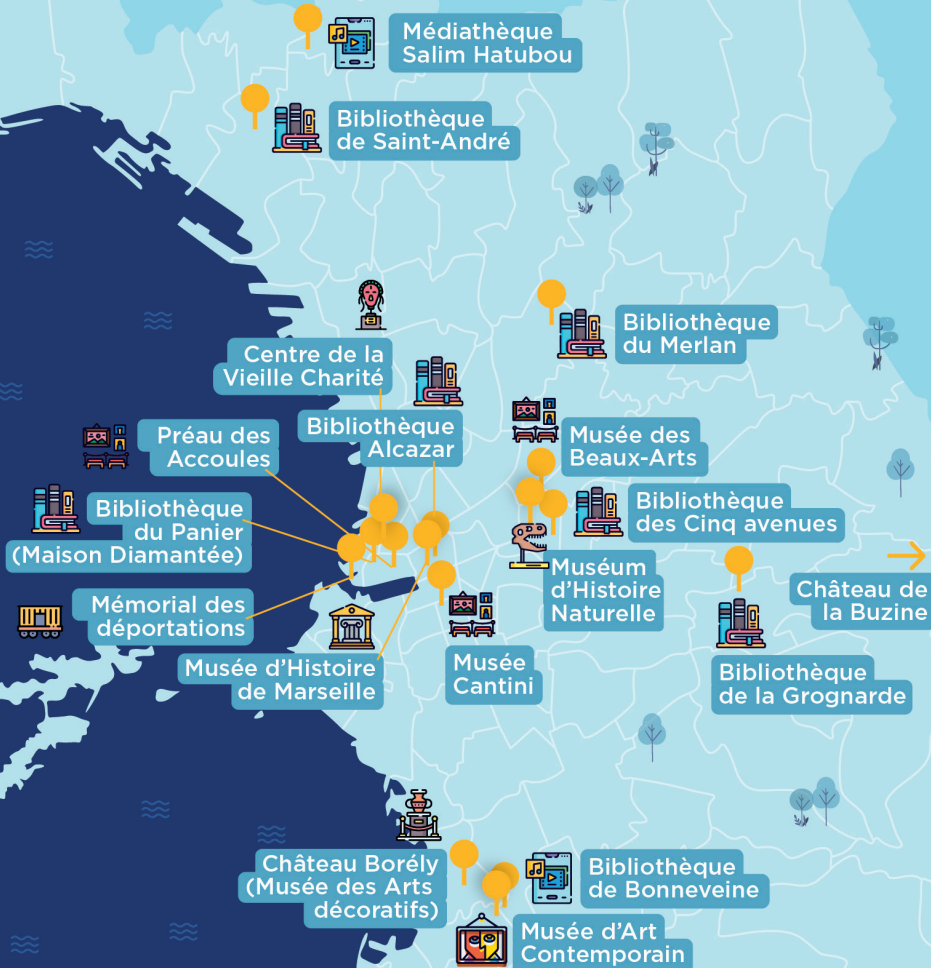 Médiathèque
Salim Hatubou
Bibliothèque
de Saint-André
Bibliothèque
du Merlan
Centre de la
Vieille Charité
Bibliothèque
Alcazar
Préau des
Accoules
Musée des
Beaux-Arts
Bibliothèque
du Panier
(Maison Diamantée)
Bibliothèque
des Cinq avenues
Muséum
d'Histoire
Naturelle
Château de
la Buzine
Mémorial des
déportations
Musée d'Histoire
de Marseille
Musée
Cantini
Bibliothèque
de la Grognarde
Château Borély
(Musée des Arts
décoratifs)
Bibliothèque
de Bonneveine
Musée d'Art
Contemporain